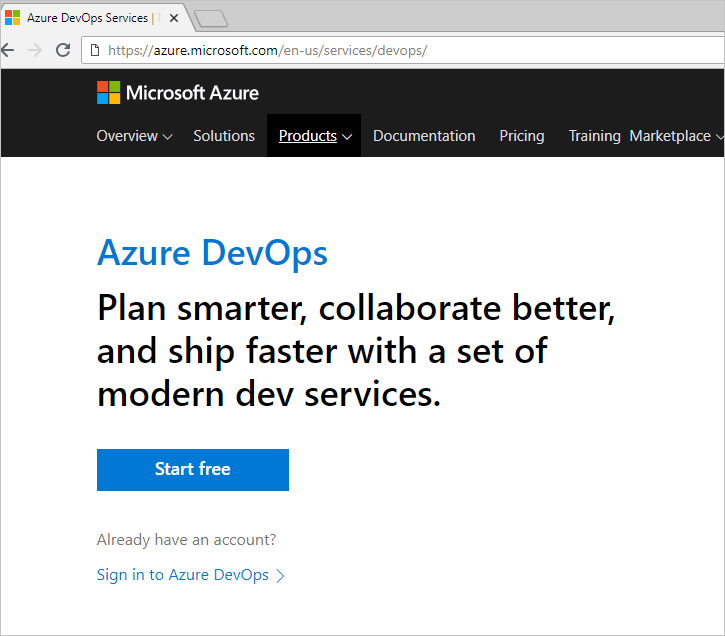 Azure DevOps Services |
https://azure.microsoft.com/en-us/services/devops/
Microsoft Azure
Overview Solutions Products Documentation Pricing Training Marketplace
Azure DevOps
Plan smarter, collaborate better,
and ship faster with a set of
modern dev services.
Start free
Already have an account?
Sign in to Azure DevOps